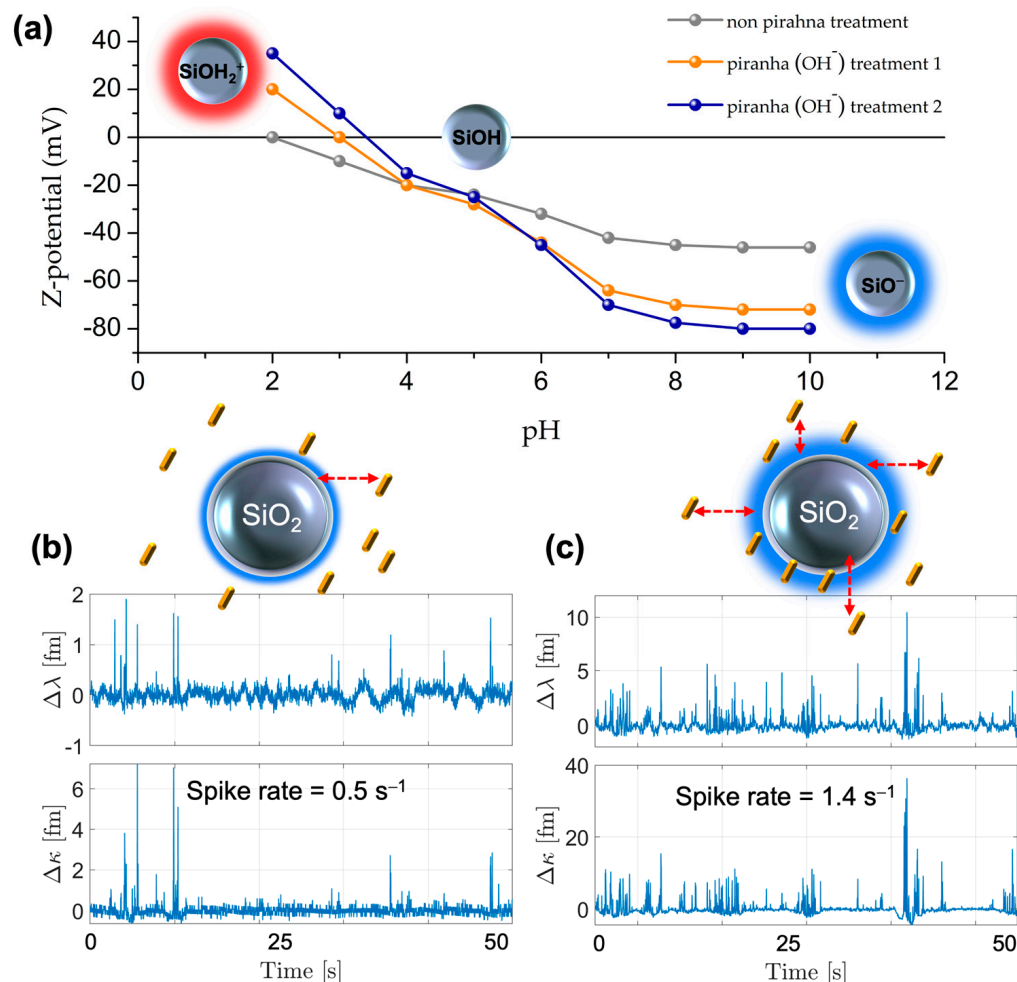 (a)
non pirahna treatment
piranha (OH⁻) treatment 1
piranha (OH⁻) treatment 2
SiOH₂⁺
SiOH
SiO⁻
Z-potential (mV)
40
20
0
-20
-40
-60
-80
0 2 4 6 8 10 12
pH
(b)
SiO₂
Δλ [fm]
2
1
0
-1
Δκ [fm]
6
4
2
0
Spike rate = 0.5 s⁻¹
0 25 50
Time [s]
(c)
SiO₂
Δλ [fm]
10
5
0
Δκ [fm]
40
20
0
Spike rate = 1.4 s⁻¹
0 25 50
Time [s]